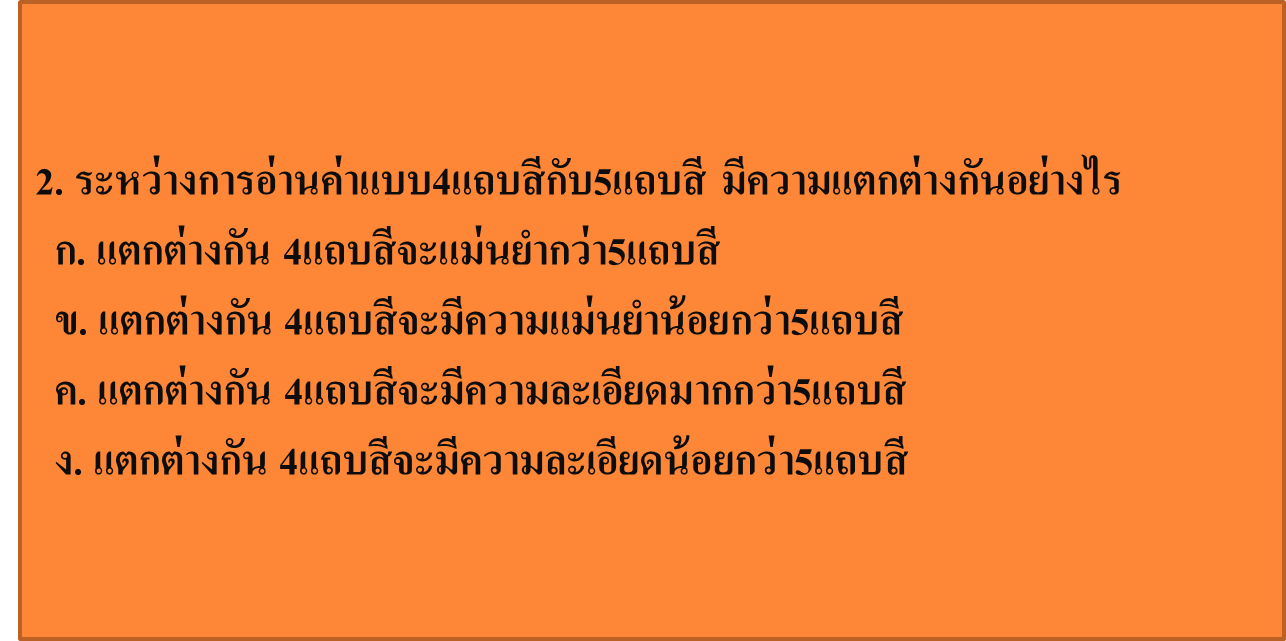 2. ระหว่างการอ่านค่าแบบ4แถบสีกับ5แถบสี มีความแตกต่างกันอย่างไร
ก. แตกต่างกัน 4แถบสีจะแม่นยำกว่า5แถบสี
ข. แตกต่างกัน 4แถบสีจะมีความแม่นยำน้อยกว่า5แถบสี
ค. แตกต่างกัน 4แถบสีจะมีความละเอียดมากกว่า5แถบสี
ง. แตกต่างกัน 4แถบสีจะมีความละเอียดน้อยกว่า5แถบสี